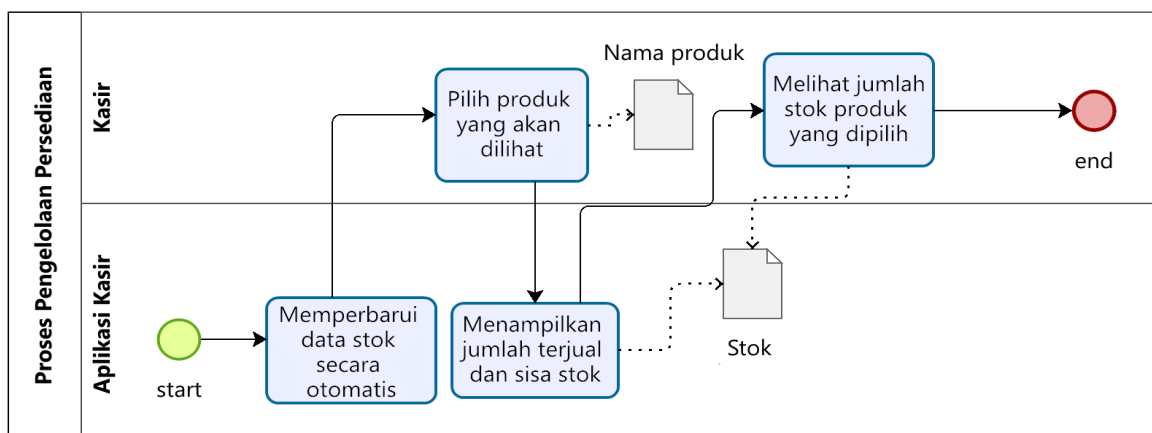 Proses Pengelolaan Persediaan
Kasir
Pilih produk
yang akan
dilihat
Nama produk
Melihat jumlah
stok produk
yang dipilih
end
Aplikasi Kasir
start
Memperbarui
data stok
secara
otomatis
Menampilkan
jumlah terjual
dan sisa stok
Stok